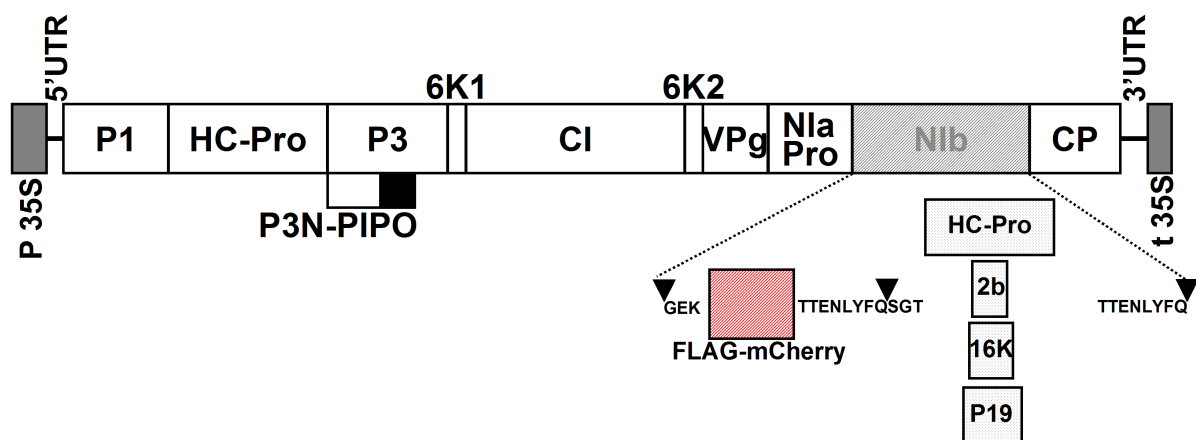 5'UTR
3'UTR
6K1
6K2
P1
HC-Pro
P3
CI
VPg
NIa
Pro
NIb
CP
P 35S
t 35S
P3N-PIPO
HC-Pro
2b
GEK
TTENLYFQSGT
TTENLYFQ
FLAG-mCherry
16K
P19